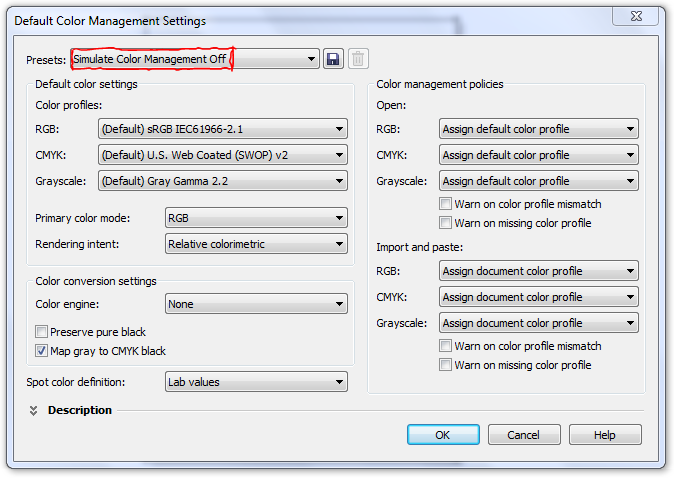 Default Color Management Settings
Presets: Simulate Color Management Off
Default color settings
Color profiles:
RGB: (Default) sRGB IEC61966-2.1
CMYK: (Default) U.S. Web Coated (SWOP) v2
Grayscale: (Default) Gray Gamma 2.2
Primary color mode: RGB
Rendering intent: Relative colorimetric
Color conversion settings
Color engine: None
Preserve pure black
Map gray to CMYK black
Spot color definition: Lab values
Color management policies
Open:
RGB: Assign default color profile
CMYK: Assign default color profile
Grayscale: Assign default color profile
Warn on color profile mismatch
Warn on missing color profile
Import and paste:
RGB: Assign document color profile
CMYK: Assign document color profile
Grayscale: Assign document color profile
Warn on color profile mismatch
Warn on missing color profile
Description
OK Cancel Help